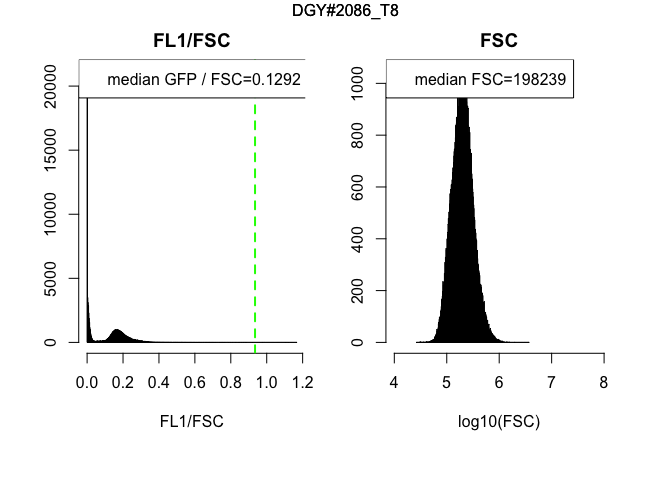 DGY#2086_T8
FL1/FSC
median GFP / FSC=0.1292
20000
15000
10000
5000
0
0.0 0.2 0.4 0.6 0.8 1.0 1.2
FL1/FSC
FSC
median FSC=198239
1000
800
600
400
200
0
4 5 6 7 8
log10(FSC)